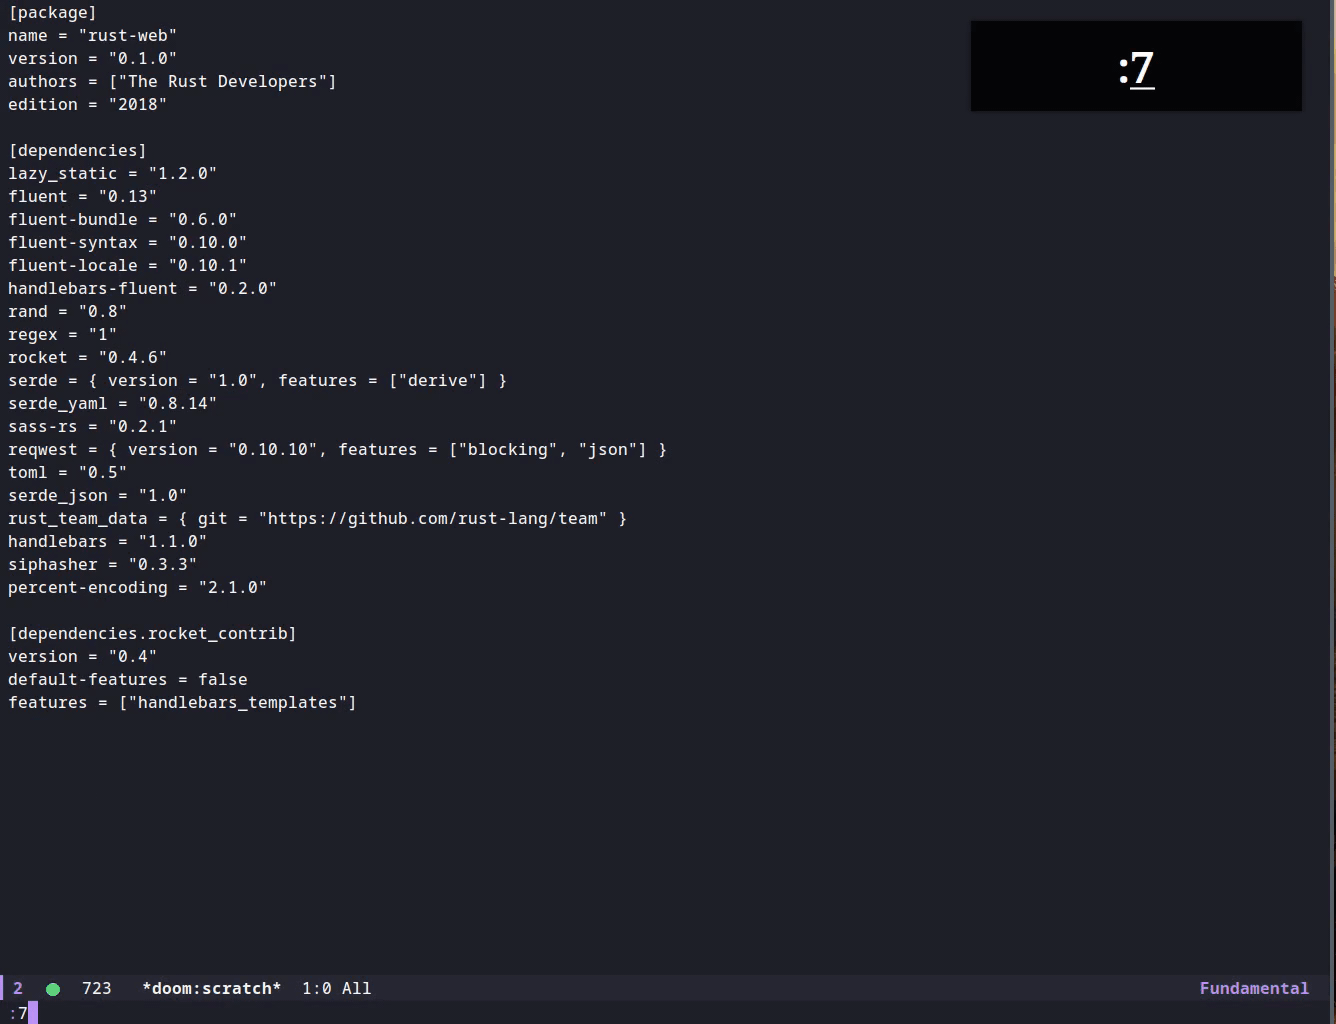 [package]
name = "rust-web"
version = "0.1.0"
authors = ["The Rust Developers"]
edition = "2018"
:7
[dependencies]
lazy_static = "1.2.0"
fluent = "0.13"
fluent-bundle = "0.6.0"
fluent-syntax = "0.10.0"
fluent-locale = "0.10.1"
handlebars-fluent = "0.2.0"
rand = "0.8"
regex = "1"
rocket = "0.4.6"
serde = { version = "1.0", features = ["derive"] }
serde_yaml = "0.8.14"
sass-rs = "0.2.1"
reqwest = { version = "0.10.10", features = ["blocking", "json"] }
toml = "0.5"
serde_json = "1.0"
rust_team_data = { git = "https://github.com/rust-lang/team" }
handlebars = "1.1.0"
siphasher = "0.3.3"
percent-encoding = "2.1.0"
[dependencies.rocket_contrib]
version = "0.4"
default-features = false
features = ["handlebars_templates"]
2 723 *doom:scratch* 1:0 All Fundamental
:7